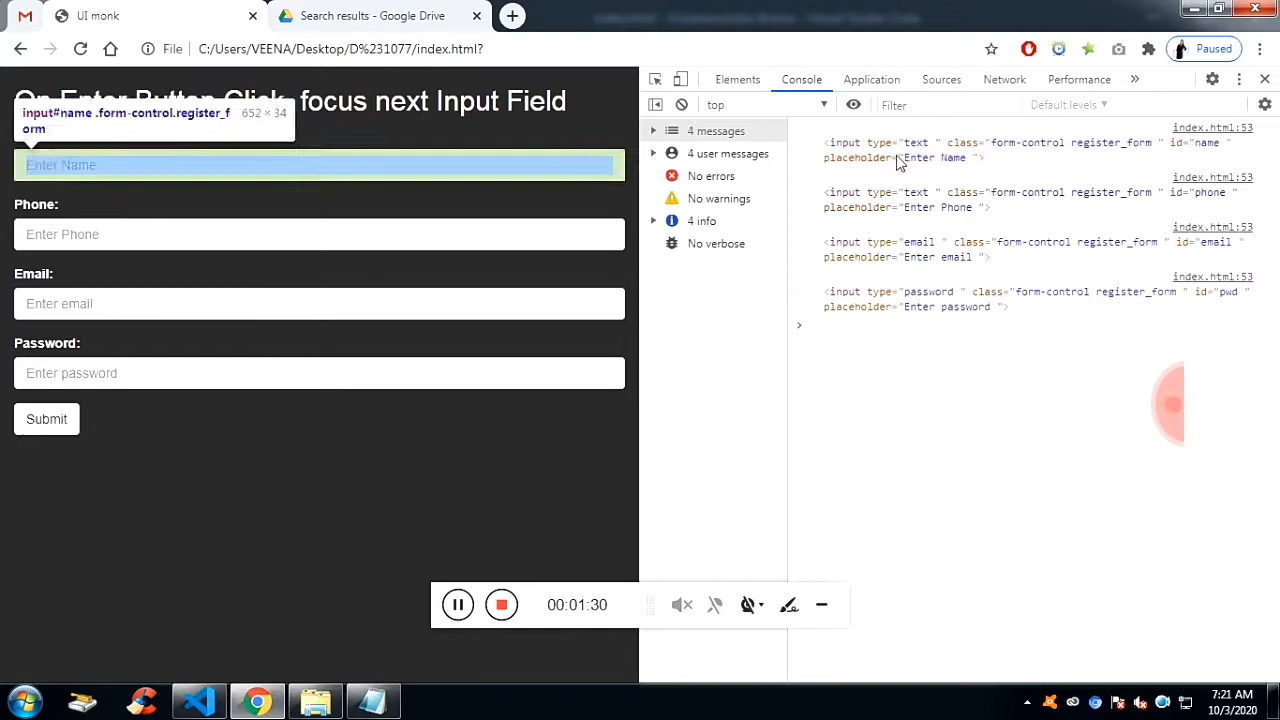 UI monk
Search results - Google Drive
File
C:/Users/VEENA/Desktop/D%231077/index.html?
Paused
On Enter Button Click, focus next Input Field
input#name .form-control.register_f
orm
652 × 34
Enter Name
Phone:
Enter Phone
Email:
Enter email
Password:
Enter password
Submit
Elements
Console
Application
Sources
Network
Performance
»
top
Filter
Default levels
4 messages
4 user messages
No errors
No warnings
4 info
No verbose
index.html:53
<input type="text " class="form-control register_form " id="name "
placeholder="Enter Name ">
index.html:53
<input type="text " class="form-control register_form " id="phone "
placeholder="Enter Phone ">
index.html:53
<input type="email " class="form-control register_form " id="email "
placeholder="Enter email ">
index.html:53
<input type="password " class="form-control register_form " id="pwd "
placeholder="Enter password ">
>
00:01:30
7:21 AM
10/3/2020